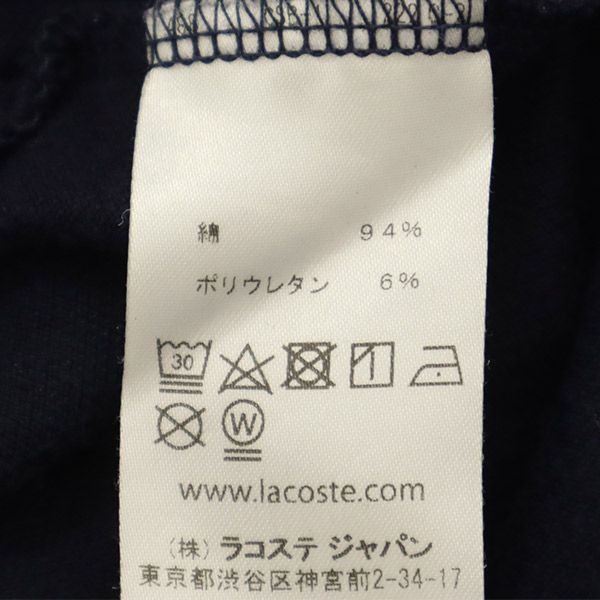 綿 94%
ポリウレタン 6%
30
W
www.lacoste.com
(株) ラコステ ジャパン
東京都渋谷区神宮前2-34-17